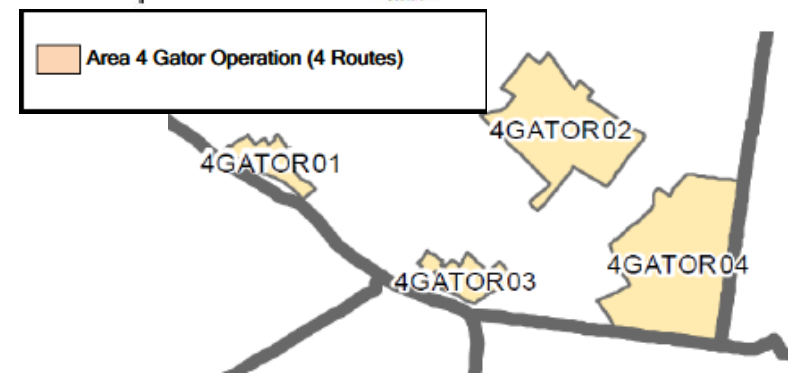 Area 4 Gator Operation (4 Routes)
4GATOR02
4GATOR01
4GATOR04
4GATOR03